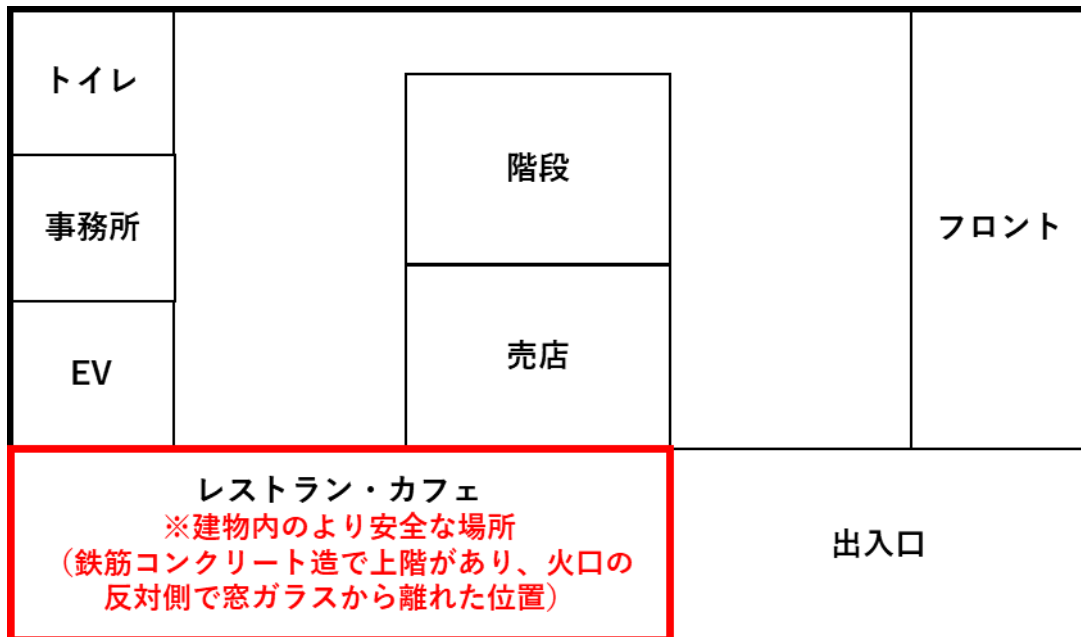 トイレ
階段
事務所
フロント
売店
EV
レストラン・カフェ
※建物内のより安全な場所
（鉄筋コンクリート造で上階があり、火口の
反対側で窓ガラスから離れた位置）
出入口